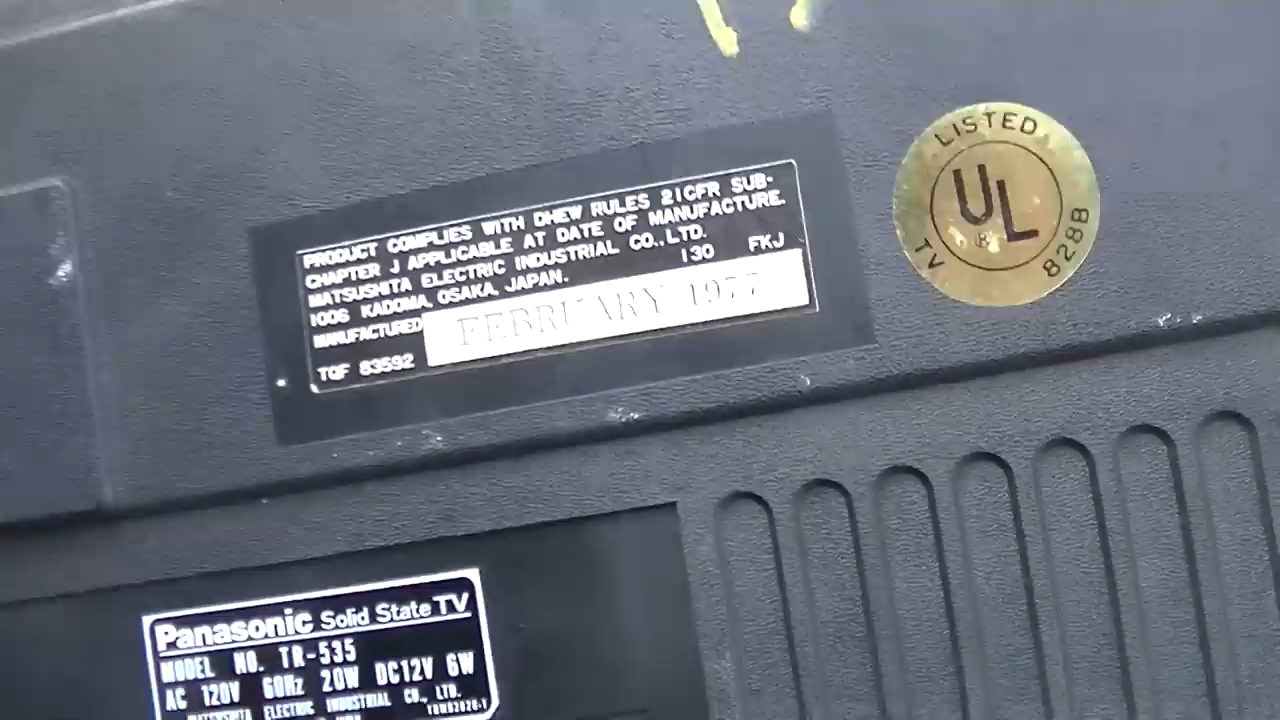 PRODUCT COMPLIES WITH DHEW RULES 21CFR SUB-
CHAPTER J APPLICABLE AT DATE OF MANUFACTURE.
MATSUSHITA ELECTRIC INDUSTRIAL CO., LTD.
1006 KADOMA, OSAKA, JAPAN. 130 FKJ
MANUFACTURED FEBRUARY 1977
TQF 83592
LISTED
UL
®
TV 828B
Panasonic Solid State TV
MODEL NO. TR-535
AC 120V 60Hz 20W DC12V 6W
MATSUSHITA ELECTRIC INDUSTRIAL CO., LTD.